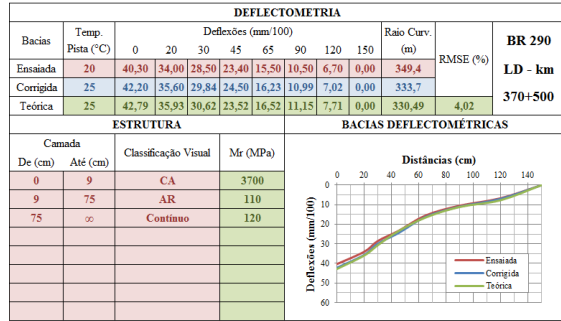 DEFLECTOMETRIA
Bacias Temp. Pista (°C) Deflexões (mm/100) Raio Curv. (m) RMSE (%) BR 290 LD - km 370+500
0 20 30 45 65 90 120 150
Ensaiada 20 40,30 34,00 28,50 23,40 15,50 10,50 6,70 0,00 349,4
Corrigida 25 42,20 35,60 29,84 24,50 16,23 10,99 7,02 0,00 333,7
Teórica 25 42,79 35,93 30,62 23,52 16,52 11,15 7,71 0,00 330,49 4,02
ESTRUTURA BACIAS DEFLECTOMÉTRICAS
Camada Classificação Visual Mr (MPa)
De (cm) Até (cm)
0 9 CA 3700
9 75 AR 110
75 ∞ Contínuo 120
Distâncias (cm)
0 20 40 60 80 100 120 140
Deflexões (mm/100)
0
10
20
30
40
50
60
Ensaiada
Corrigida
Teórica